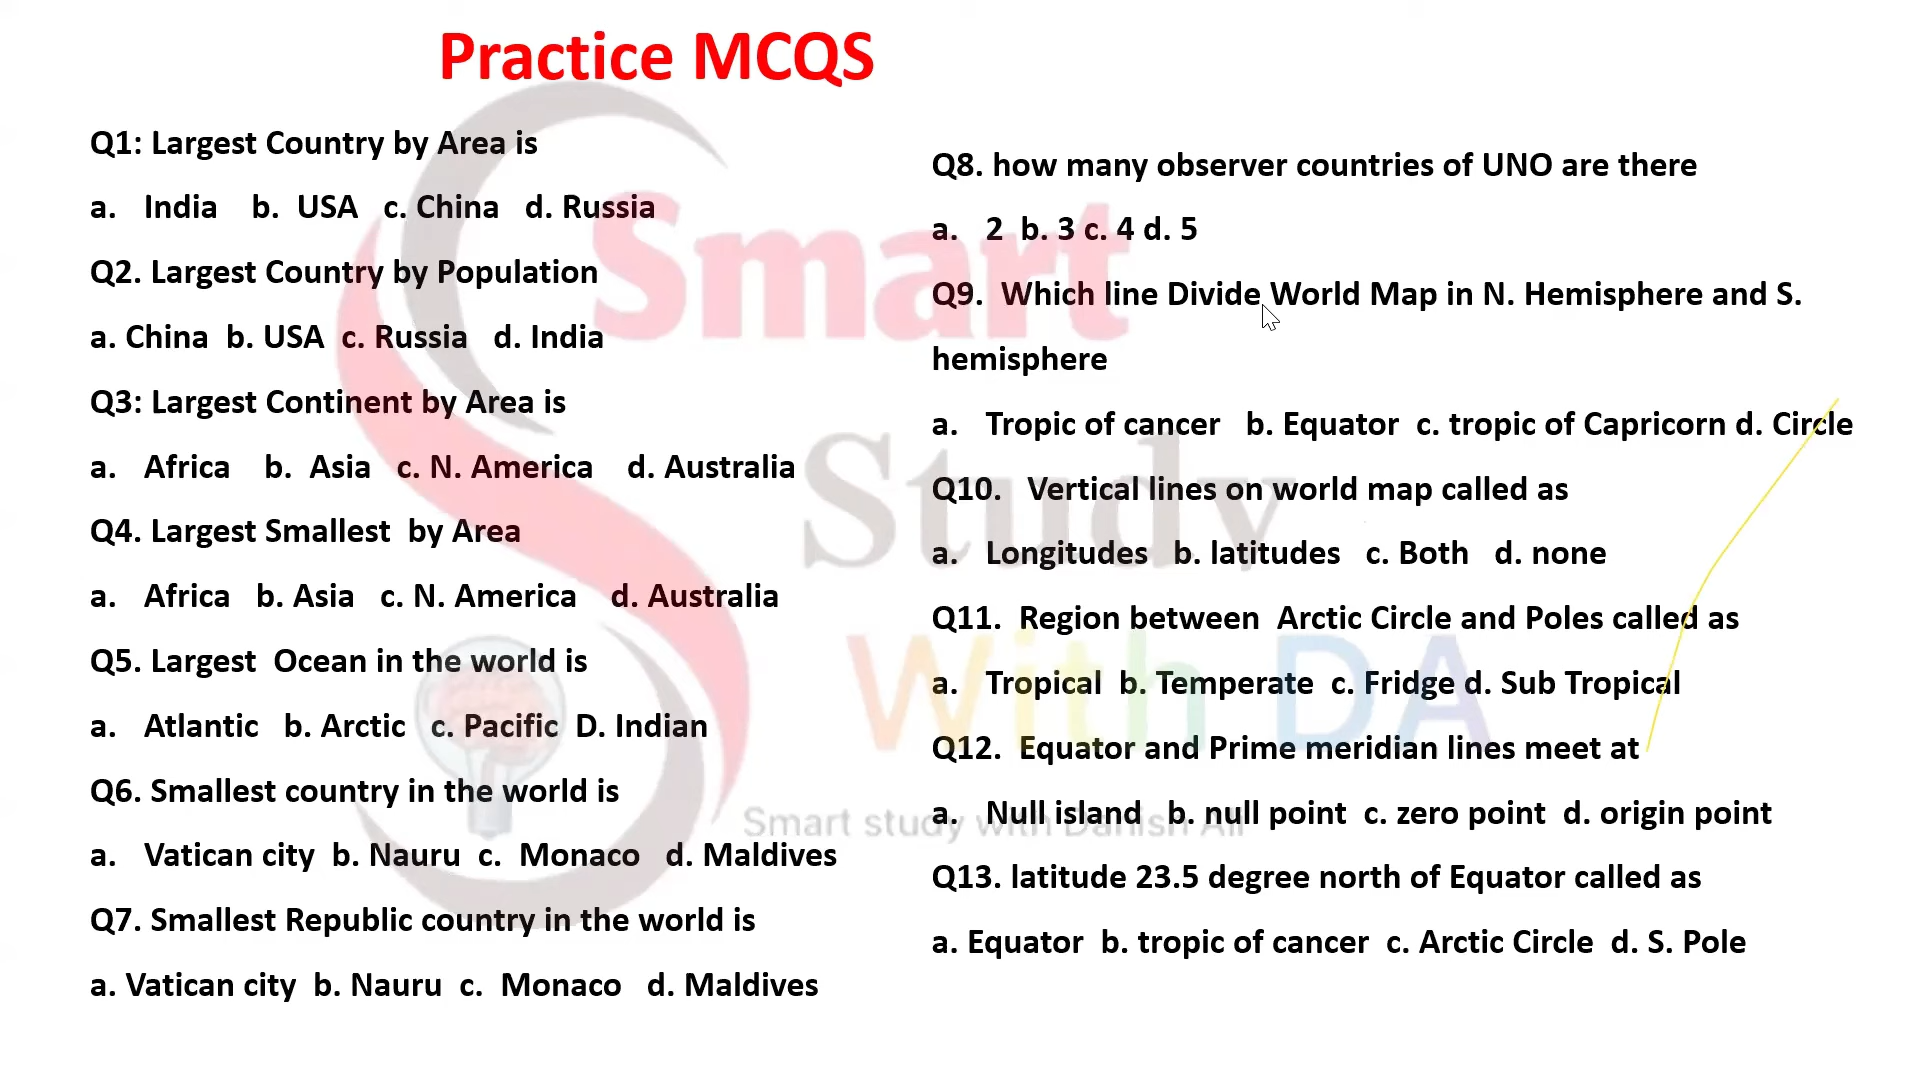 Practice MCQS
Q1: Largest Country by Area is
a. India b. USA c. China d. Russia
Q2. Largest Country by Population
a. China b. USA c. Russia d. India
Q3: Largest Continent by Area is
a. Africa b. Asia c. N. America d. Australia
Q4. Largest Smallest by Area
a. Africa b. Asia c. N. America d. Australia
Q5. Largest Ocean in the world is
a. Atlantic b. Arctic c. Pacific D. Indian
Q6. Smallest country in the world is
a. Vatican city b. Nauru c. Monaco d. Maldives
Q7. Smallest Republic country in the world is
a. Vatican city b. Nauru c. Monaco d. Maldives
Q8. how many observer countries of UNO are there
a. 2 b. 3 c. 4 d. 5
Q9. Which line Divide World Map in N. Hemisphere and S.
hemisphere
a. Tropic of cancer b. Equator c. tropic of Capricorn d. Circle
Q10. Vertical lines on world map called as
a. Longitudes b. latitudes c. Both d. none
Q11. Region between Arctic Circle and Poles called as
a. Tropical b. Temperate c. Fridge d. Sub Tropical
Q12. Equator and Prime meridian lines meet at
a. Null island b. null point c. zero point d. origin point
Q13. latitude 23.5 degree north of Equator called as
a. Equator b. tropic of cancer c. Arctic Circle d. S. Pole
Smart
Study
With DA
Smart study with Danish Ali